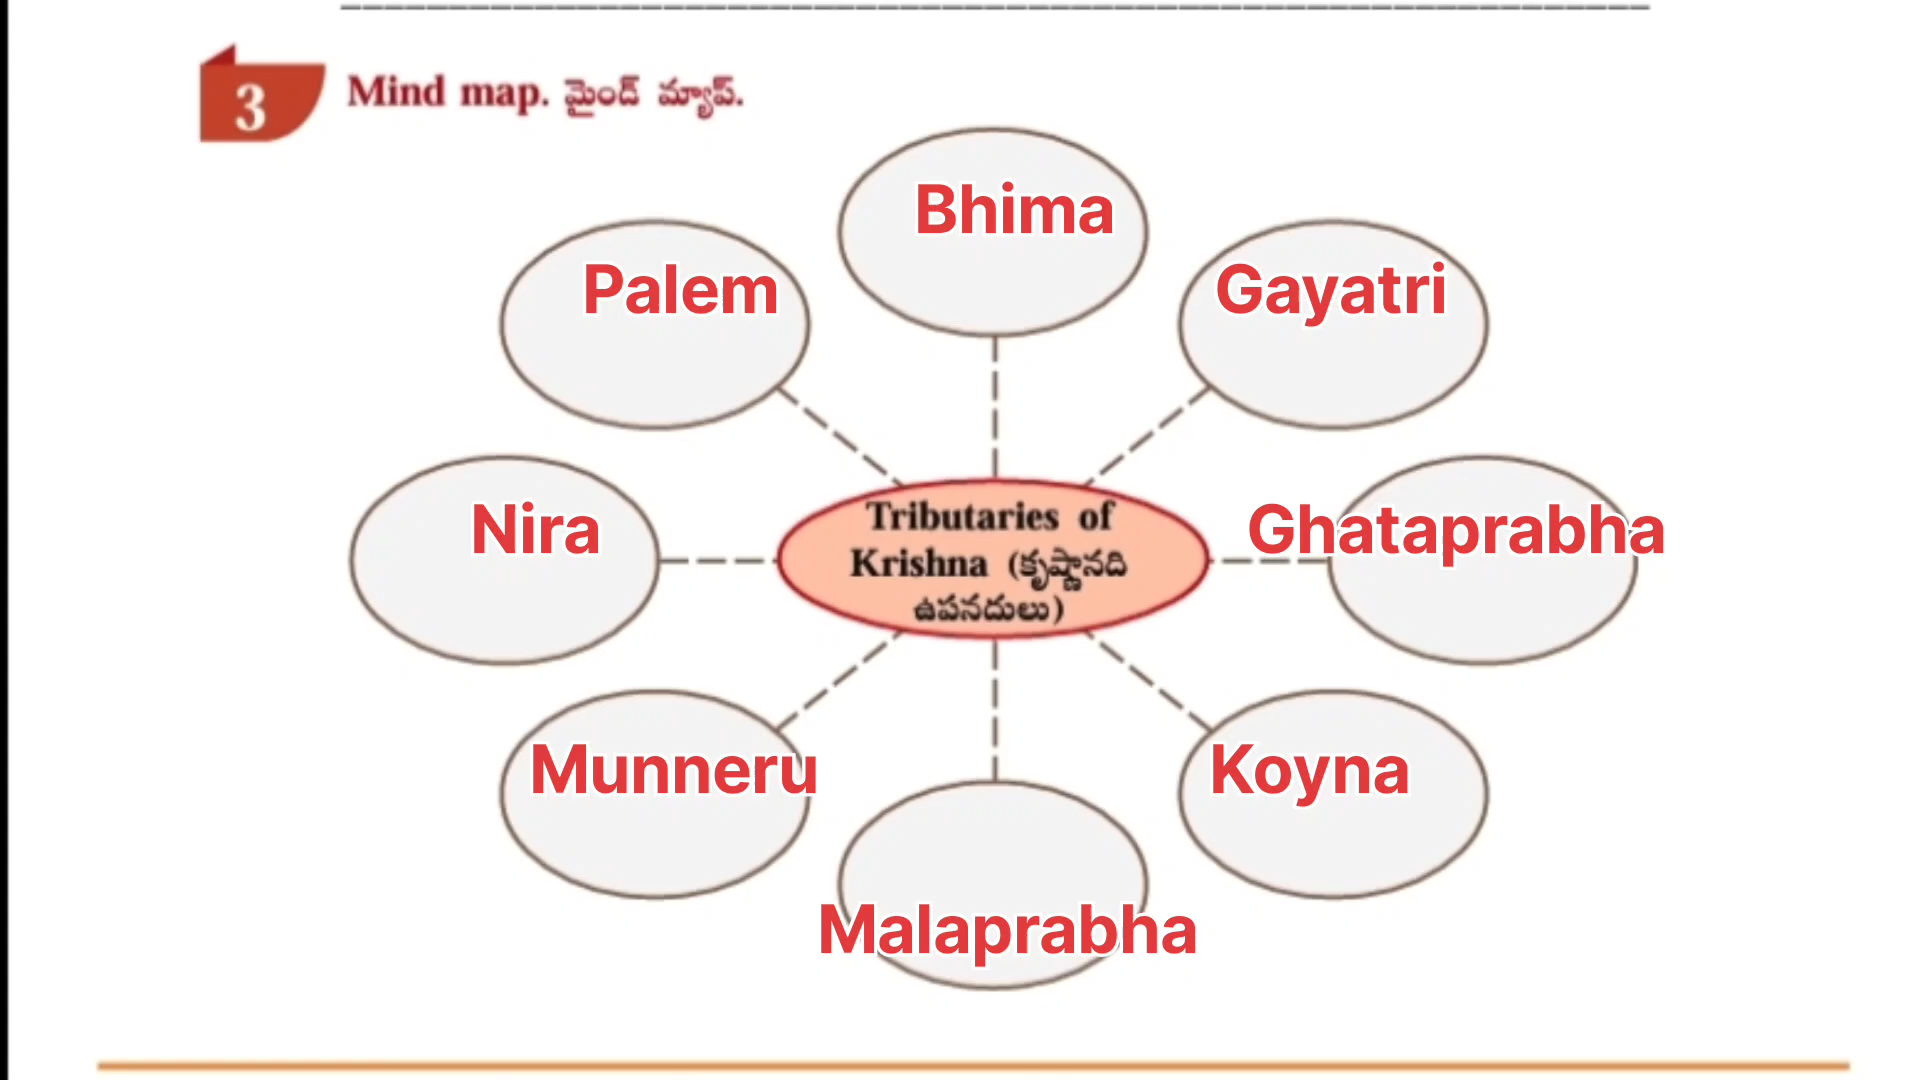 3
Mind map. మైండ్ మ్యాప్.
Bhima
Palem
Gayatri
Nira
Tributaries of
Krishna (కృష్ణానది
ఉపనదులు)
Ghataprabha
Munneru
Koyna
Malaprabha